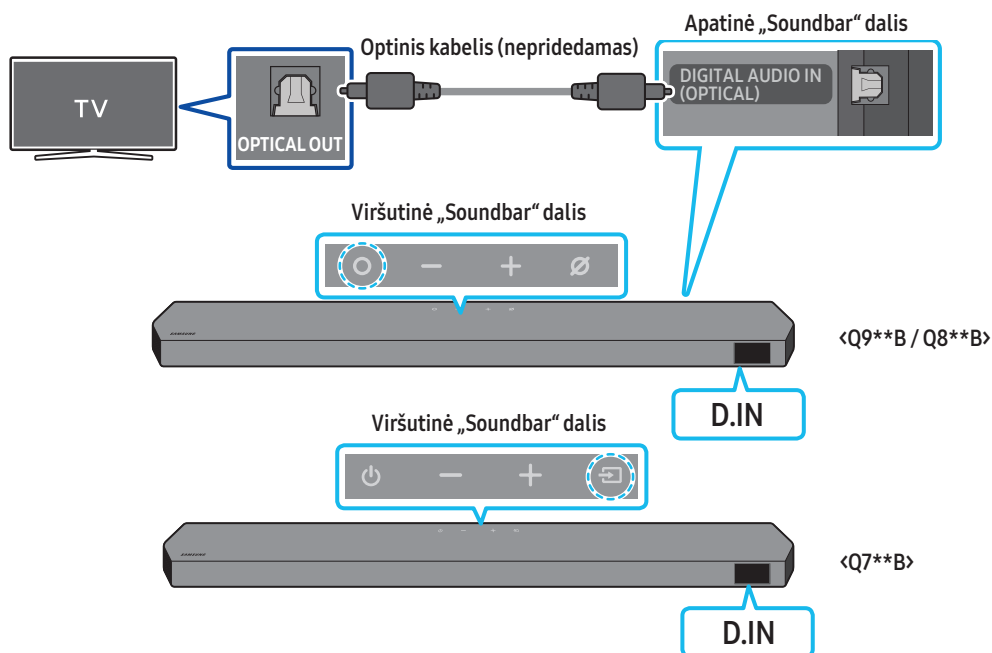 Apatinė „Soundbar“ dalis
Optinis kabelis (nepridedamas)
DIGITAL AUDIO IN
(OPTICAL)
TV
OPTICAL OUT
Viršutinė „Soundbar“ dalis
SAMSUNG
<Q9**B / Q8**B>
D.IN
Viršutinė „Soundbar“ dalis
SAMSUNG
<Q7**B>
D.IN